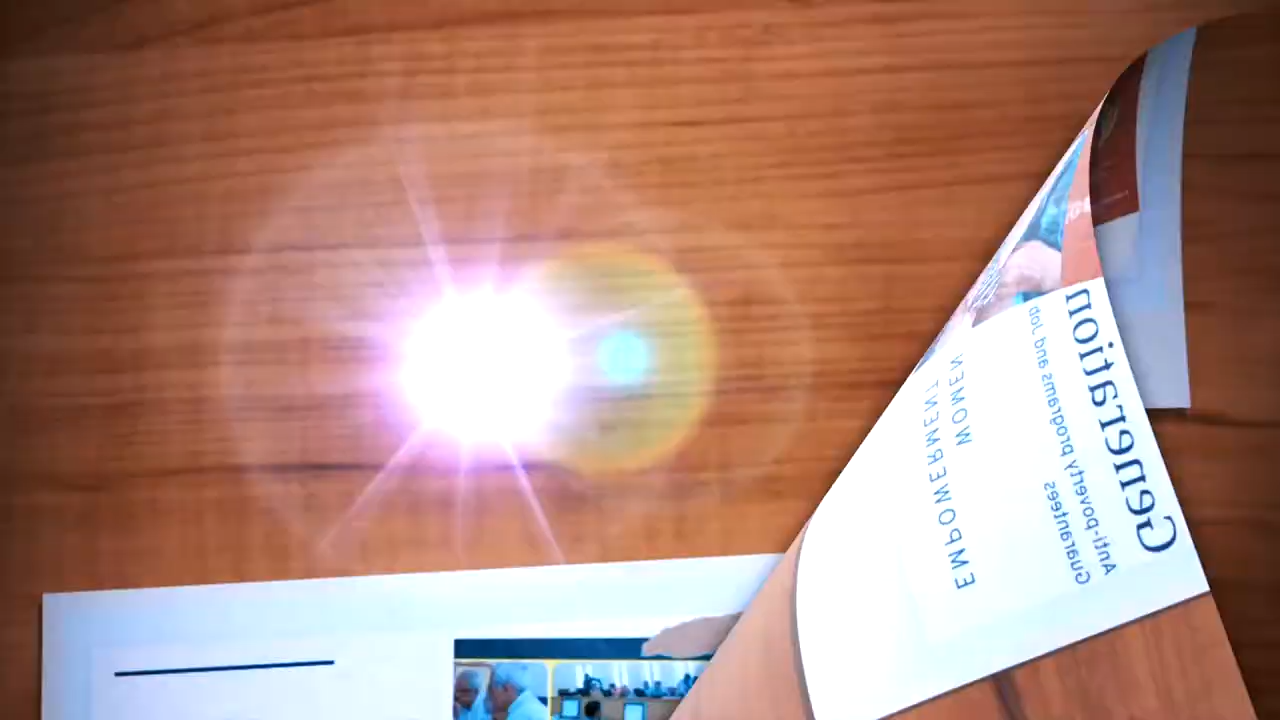 Generation
Anti-poverty programs and Job
Guarantees
WOMEN
EMPOWERMENT